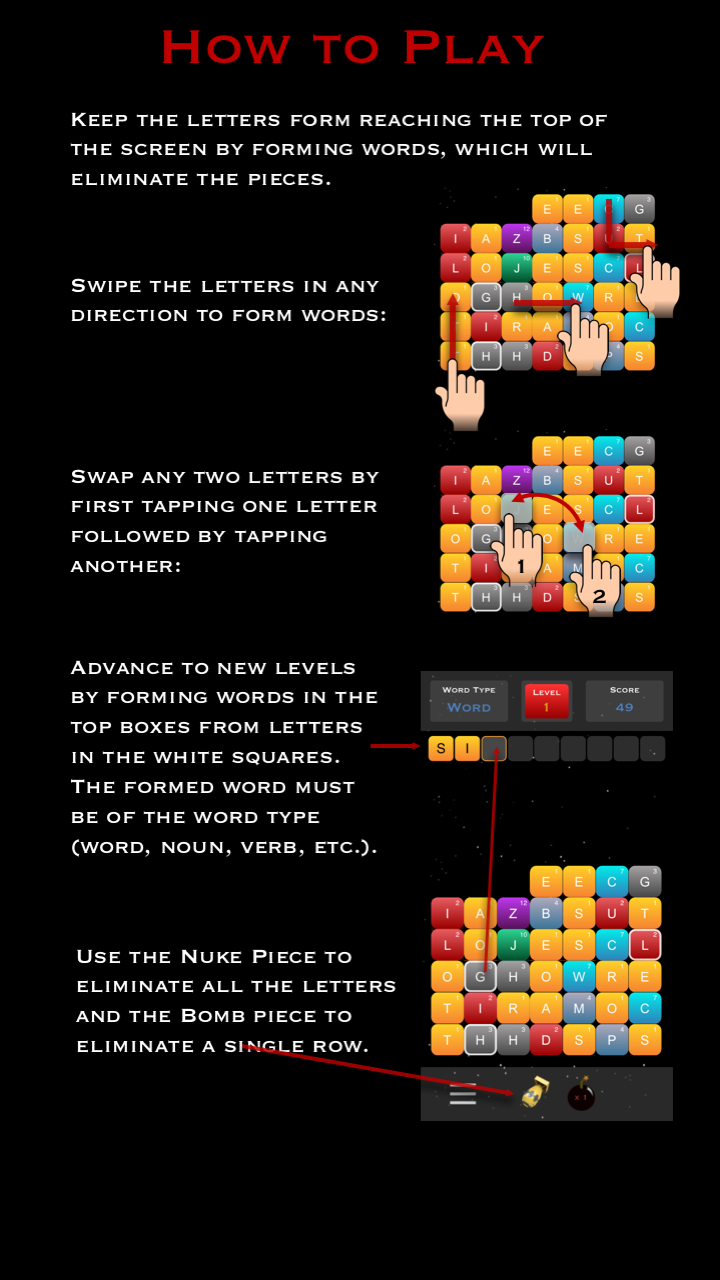 How to Play
Keep the letters form reaching the top of
the screen by forming words, which will
eliminate the pieces.
E E C G
I A Z B S U T
L O J E S C L
Swipe the letters in any
direction to form words:
O G H O W R E
I R A O C
H H D P S
E E C G
Swap any two letters by
first tapping one letter
followed by tapping
another:
I A Z B S U T
L O E S C L
O G O R E
T I A M C
1
2
T H H D S S
Advance to new levels
by forming words in the
top boxes from letters
in the white squares.
The formed word must
be of the word type
(word, noun, verb, etc.).
Word Type Level Score
Word 1 49
S I
E E C G
I A Z B S U T
L O J E S C L
O G H O W R E
T I R A M O C
T H H D S P S
Use the Nuke Piece to
eliminate all the letters
and the Bomb piece to
eliminate a single row.
x 1